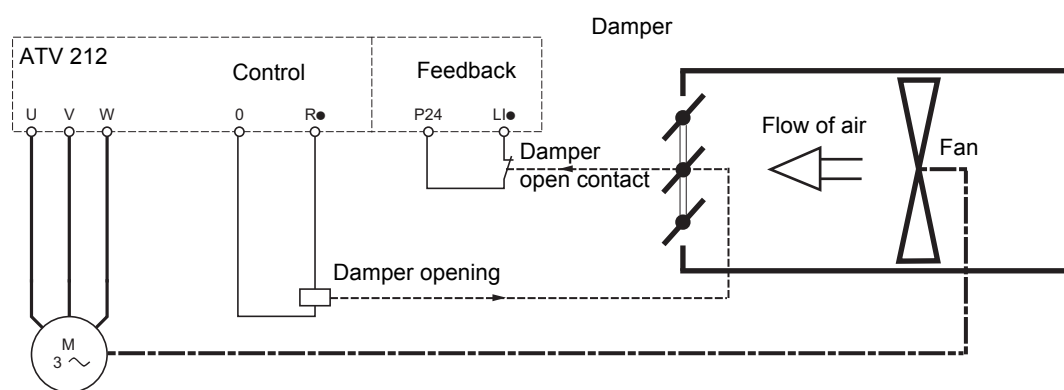 Damper
ATV 212
Control
Feedback
U V W 0 R● P24 LI●
Flow of air
Fan
Damper
open contact
Damper opening
M
3 ~